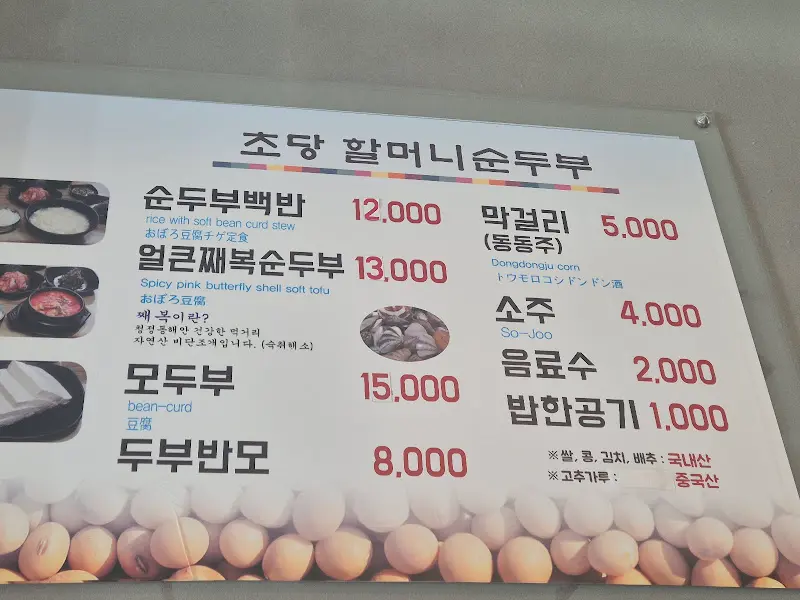 초당 할머니순두부
순두부백반 12,000
rice with soft bean curd stew
おぼろ豆腐チゲ定食
얼큰째복순두부 13,000
Spicy pink butterfly shell soft tofu
おぼろ豆腐
째복이란?
청정동해안 건강한 먹거리
자연산 비단조개입니다. (숙취해소)
모두부 15,000
bean-curd
豆腐
두부반모 8,000
막걸리 5,000
(동동주)
Dongdongju corn
トウモロコシドンドン酒
소주 4,000
So-Joo
음료수 2,000
밥한공기 1,000
※ 쌀, 콩, 김치, 배추 : 국내산
※ 고추가루 : 중국산